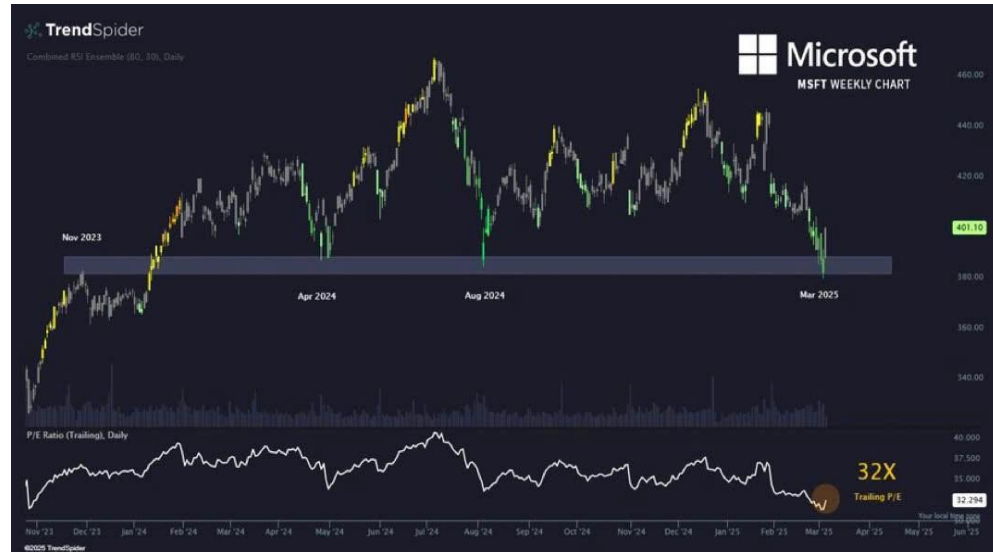 TrendSpider
Combined RSI Ensemble (80, 30), Daily
Microsoft
MSFT WEEKLY CHART
460.00
440.00
420.00
401.10
380.00
360.00
340.00
Nov 2023
Apr 2024
Aug 2024
Mar 2025
P/E Ratio (Trailing), Daily
40.000
37.500
35.000
32.294
30.000
32X
Trailing P/E
Your local time zone
Nov '23 Dec '23 Jan '24 Feb '24 Mar '24 Apr '24 May '24 Jun '24 Jul '24 Aug '24 Sep '24 Oct '24 Nov '24 Dec '24 Jan '25 Feb '25 Mar '25 Apr '25 May '25 Jun '25
©2025 TrendSpider